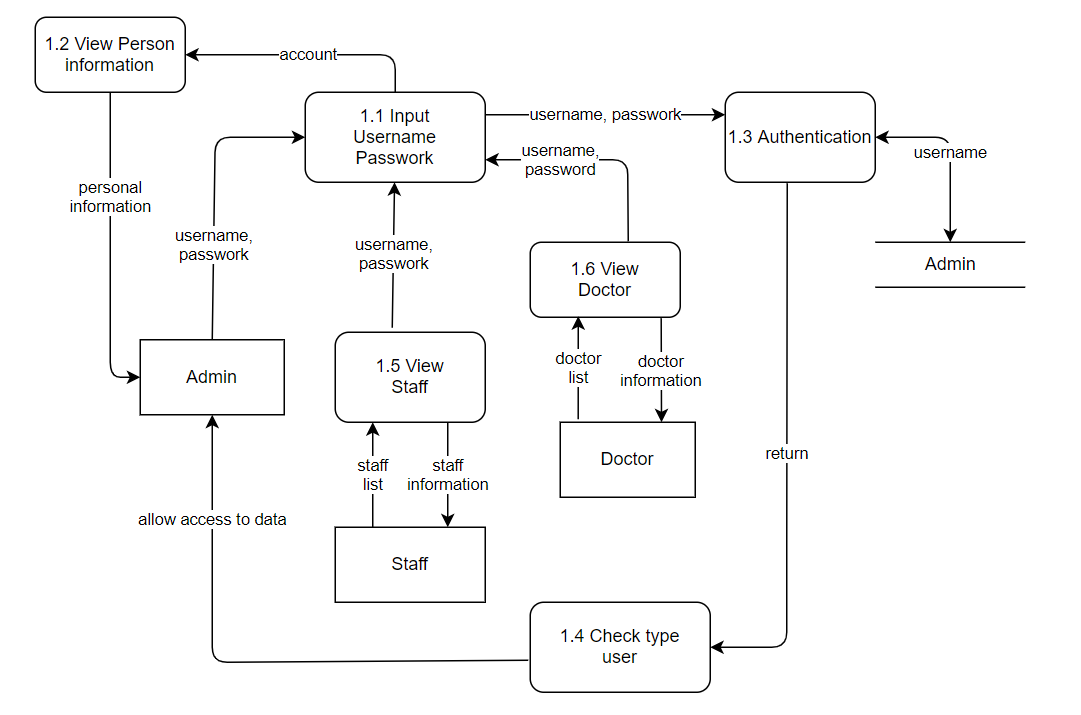 1.2 View Person
information
account
1.1 Input
Username
Passwork
username, passwork
1.3 Authentication
username,
password
username
personal
information
username,
passwork
username,
passwork
1.6 View
Doctor
Admin
doctor
list
doctor
information
Admin
1.5 View
Staff
Doctor
return
staff
list
staff
information
allow access to data
Staff
1.4 Check type
user